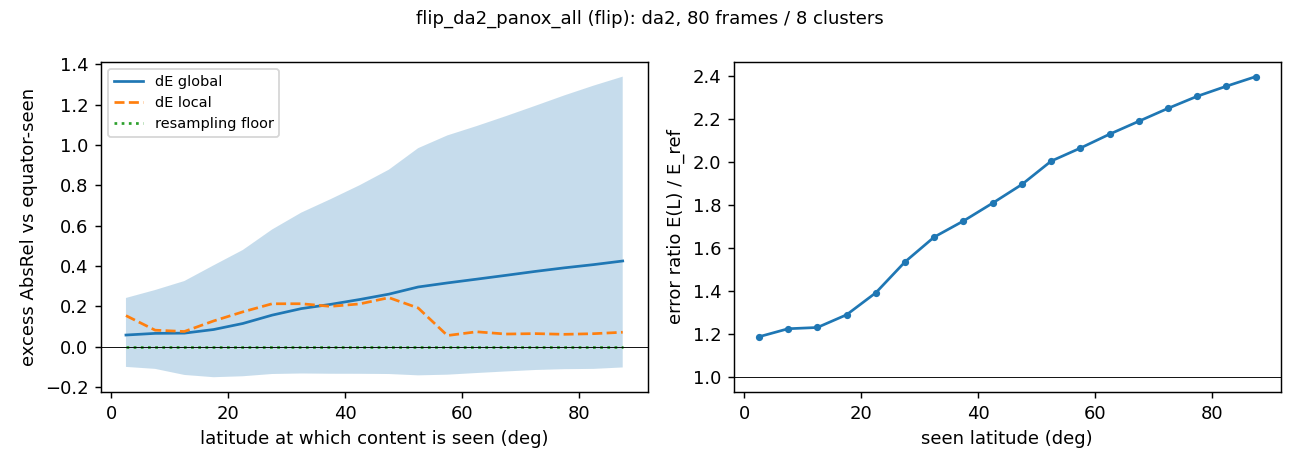 flip_da2_panox_all (flip): da2, 80 frames / 8 clusters
excess AbsRel vs equator-seen
1.4
1.2
1.0
0.8
0.6
0.4
0.2
0.0
−0.2
dE global
dE local
resampling floor
0 20 40 60 80
latitude at which content is seen (deg)
error ratio E(L) / E_ref
2.4
2.2
2.0
1.8
1.6
1.4
1.2
1.0
0 20 40 60 80
seen latitude (deg)